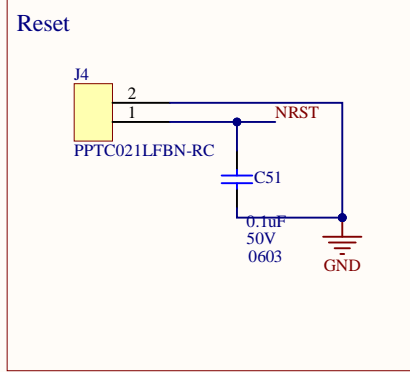 Reset
J4
2
1
NRST
PPTC021LFBN-RC
C51
0.1uF
50V
0603
GND